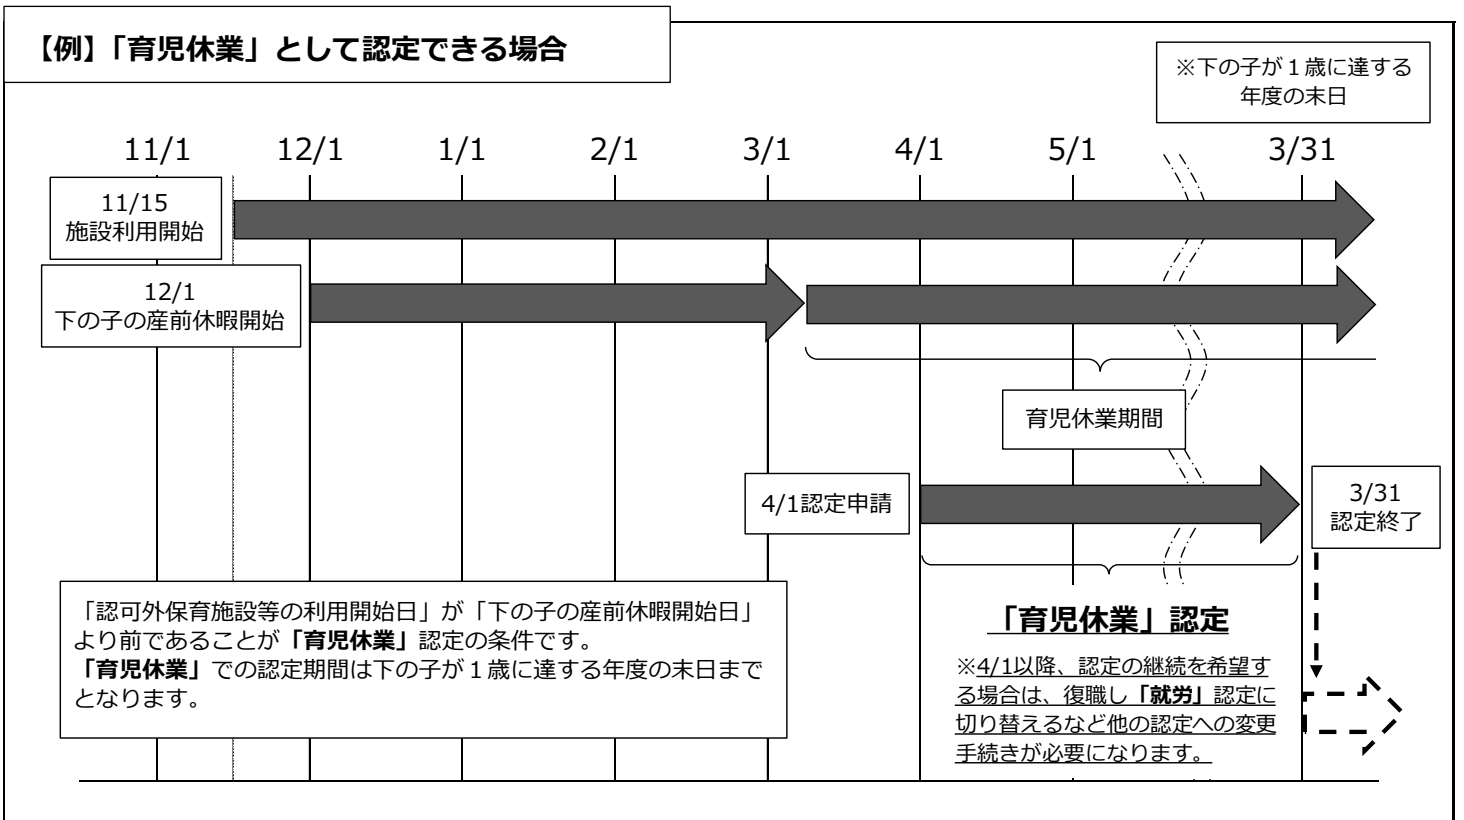 【例】「育児休業」として認定できる場合
※下の子が１歳に達する
年度の末日
11/1 12/1 1/1 2/1 3/1 4/1 5/1 3/31
11/15
施設利用開始
12/1
下の子の産前休暇開始
育児休業期間
4/1認定申請
3/31
認定終了
「認可外保育施設等の利用開始日」が「下の子の産前休暇開始日」
より前であることが「育児休業」認定の条件です。
「育児休業」での認定期間は下の子が１歳に達する年度の末日まで
となります。
「育児休業」認定
※4/1以降、認定の継続を希望す
る場合は、復職し「就労」認定に
切り替えるなど他の認定への変更
手続きが必要になります。